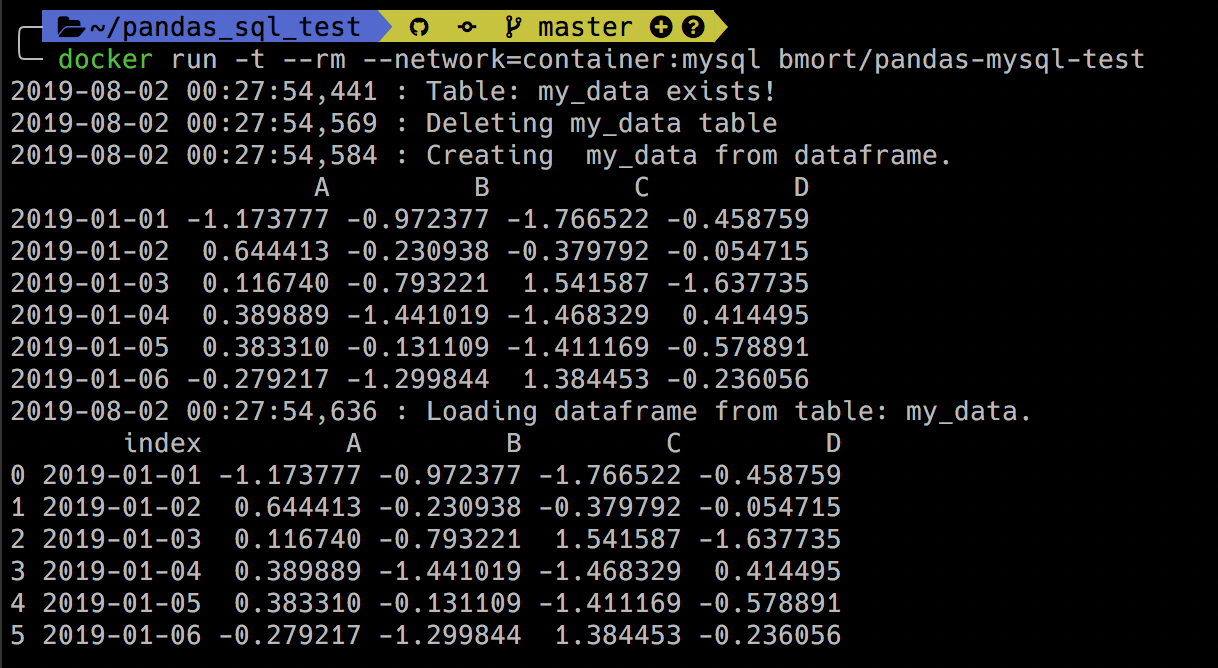 ~/pandas_sql_test master
docker run -t --rm --network=container:mysql bmort/pandas-mysql-test
2019-08-02 00:27:54,441 : Table: my_data exists!
2019-08-02 00:27:54,569 : Deleting my_data table
2019-08-02 00:27:54,584 : Creating  my_data from dataframe.
                   A         B         C         D
2019-01-01 -1.173777 -0.972377 -1.766522 -0.458759
2019-01-02  0.644413 -0.230938 -0.379792 -0.054715
2019-01-03  0.116740 -0.793221  1.541587 -1.637735
2019-01-04  0.389889 -1.441019 -1.468329  0.414495
2019-01-05  0.383310 -0.131109 -1.411169 -0.578891
2019-01-06 -0.279217 -1.299844  1.384453 -0.236056
2019-08-02 00:27:54,636 : Loading dataframe from table: my_data.
       index         A         B         C         D
0 2019-01-01 -1.173777 -0.972377 -1.766522 -0.458759
1 2019-01-02  0.644413 -0.230938 -0.379792 -0.054715
2 2019-01-03  0.116740 -0.793221  1.541587 -1.637735
3 2019-01-04  0.389889 -1.441019 -1.468329  0.414495
4 2019-01-05  0.383310 -0.131109 -1.411169 -0.578891
5 2019-01-06 -0.279217 -1.299844  1.384453 -0.236056